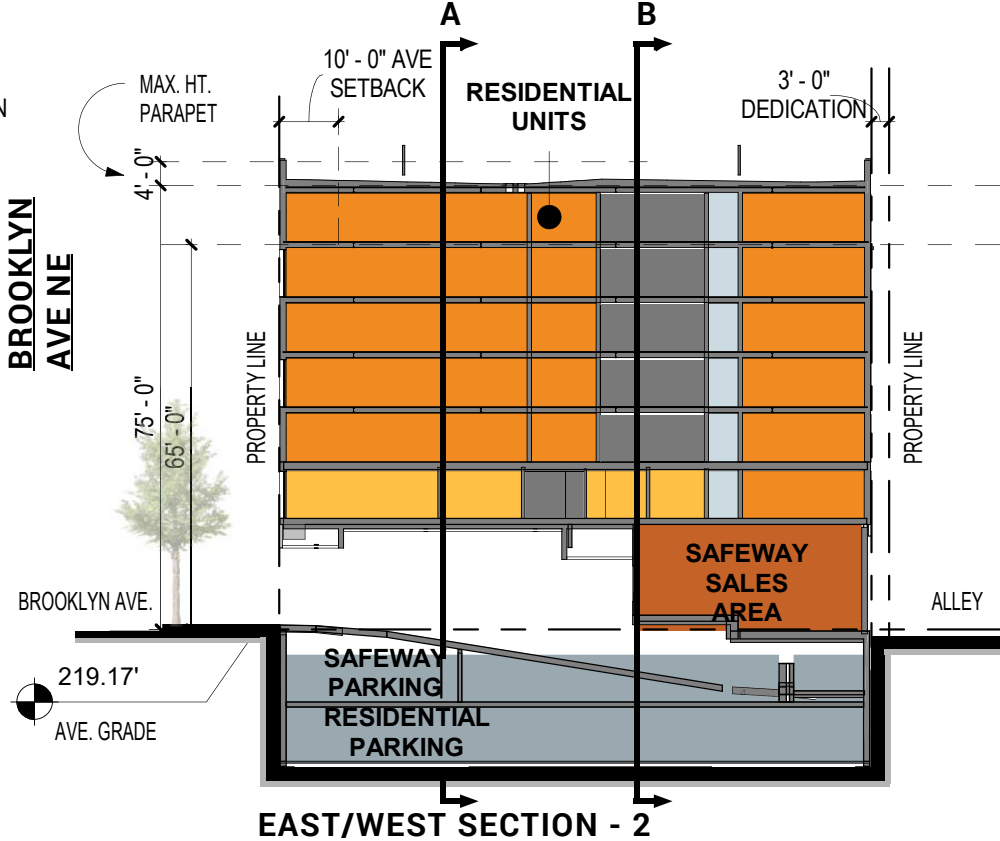 A
B
10' - 0" AVE
SETBACK
MAX. HT.
PARAPET
RESIDENTIAL
UNITS
3' - 0"
DEDICATION
N
4' - 0"
BROOKLYN
AVE NE
PROPERTY LINE
PROPERTY LINE
75' - 0"
65' - 0"
SAFEWAY
SALES
AREA
BROOKLYN AVE.
ALLEY
SAFEWAY
PARKING
219.17'
RESIDENTIAL
PARKING
AVE. GRADE
EAST/WEST SECTION - 2